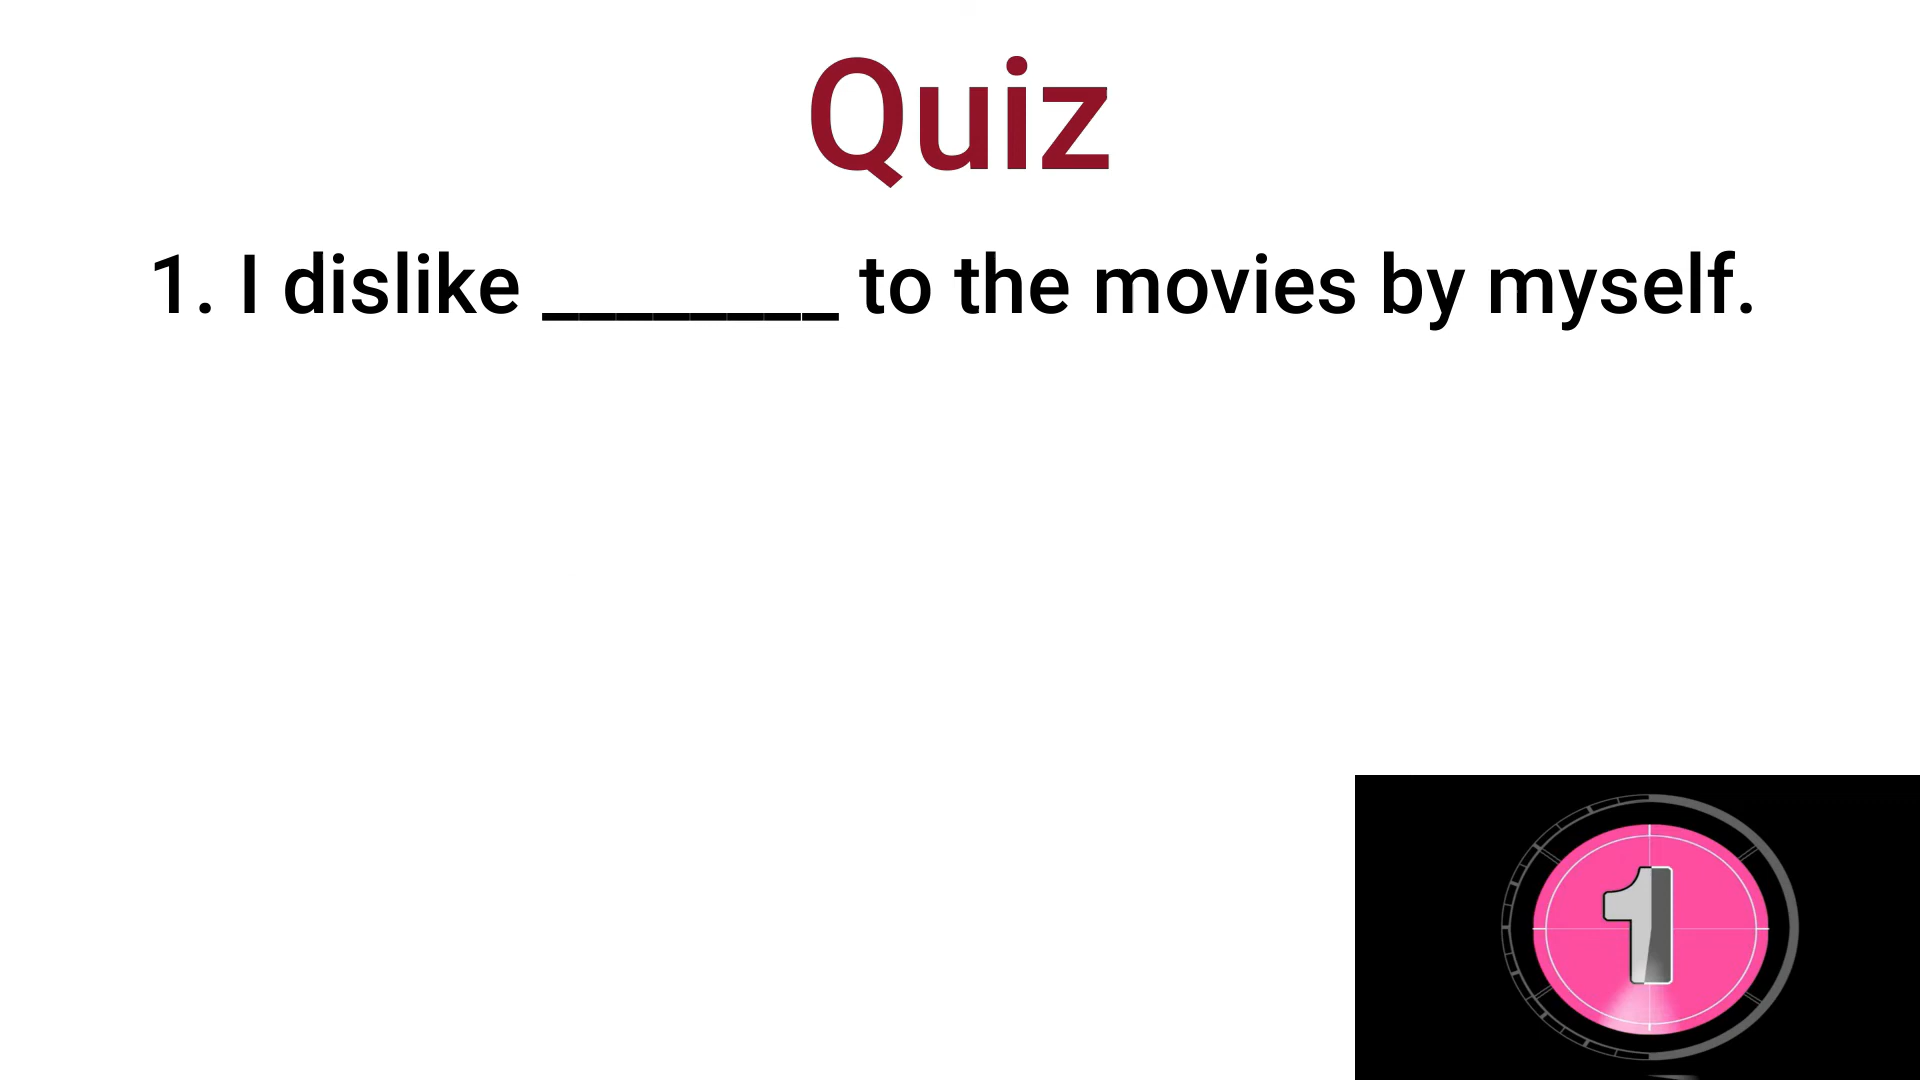 Quiz
1. I dislike ________ to the movies by myself.
1